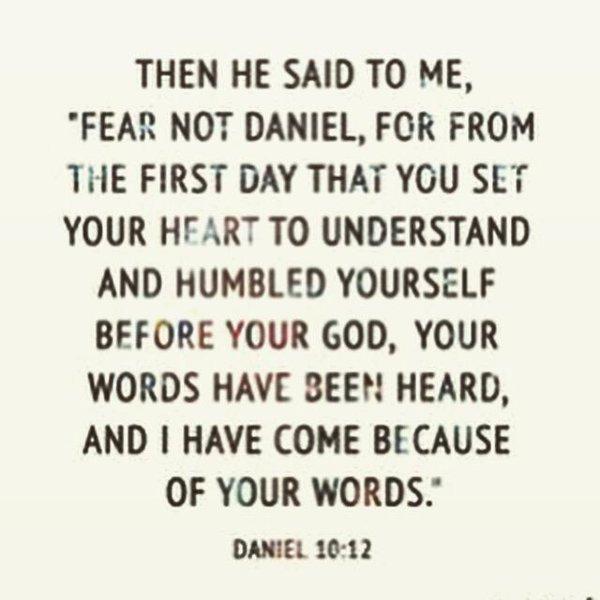 THEN HE SAID TO ME,
"FEAR NOT DANIEL, FOR FROM
THE FIRST DAY THAT YOU SET
YOUR HEART TO UNDERSTAND
AND HUMBLED YOURSELF
BEFORE YOUR GOD, YOUR
WORDS HAVE BEEN HEARD,
AND I HAVE COME BECAUSE
OF YOUR WORDS."
DANIEL 10:12